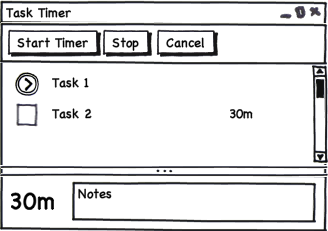 Task Timer
Start Timer Stop Cancel
Task 1
Task 2 30m
30m Notes